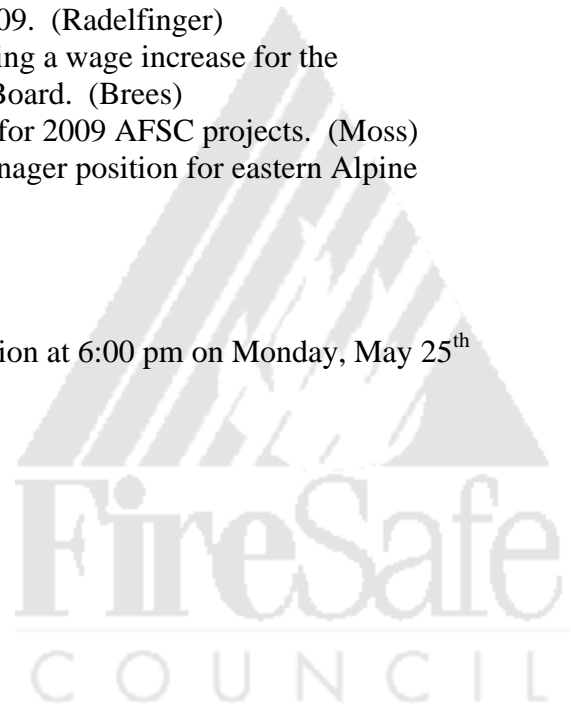 09. (Radelfinger)
ing a wage increase for the
Board. (Brees)
for 2009 AFSC projects. (Moss)
nager position for eastern Alpine
ion at 6:00 pm on Monday, May 25th
FireSafe
COUNCIL